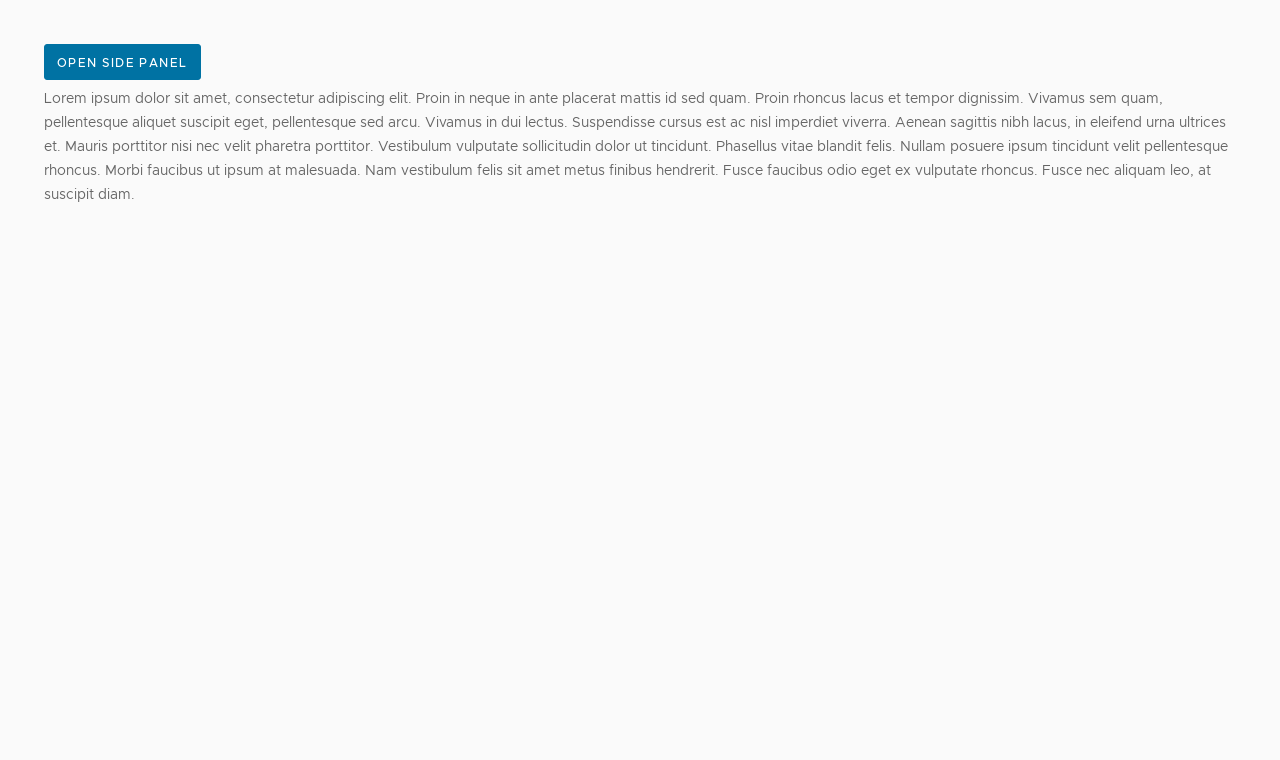 OPEN SIDE PANEL
Lorem ipsum dolor sit amet, consectetur adipiscing elit. Proin in neque in ante placerat mattis id sed quam. Proin rhoncus lacus et tempor dignissim. Vivamus sem quam,
pellentesque aliquet suscipit eget, pellentesque sed arcu. Vivamus in dui lectus. Suspendisse cursus est ac nisl imperdiet viverra. Aenean sagittis nibh lacus, in eleifend urna ultrices
et. Mauris porttitor nisi nec velit pharetra porttitor. Vestibulum vulputate sollicitudin dolor ut tincidunt. Phasellus vitae blandit felis. Nullam posuere ipsum tincidunt velit pellentesque
rhoncus. Morbi faucibus ut ipsum at malesuada. Nam vestibulum felis sit amet metus finibus hendrerit. Fusce faucibus odio eget ex vulputate rhoncus. Fusce nec aliquam leo, at
suscipit diam.